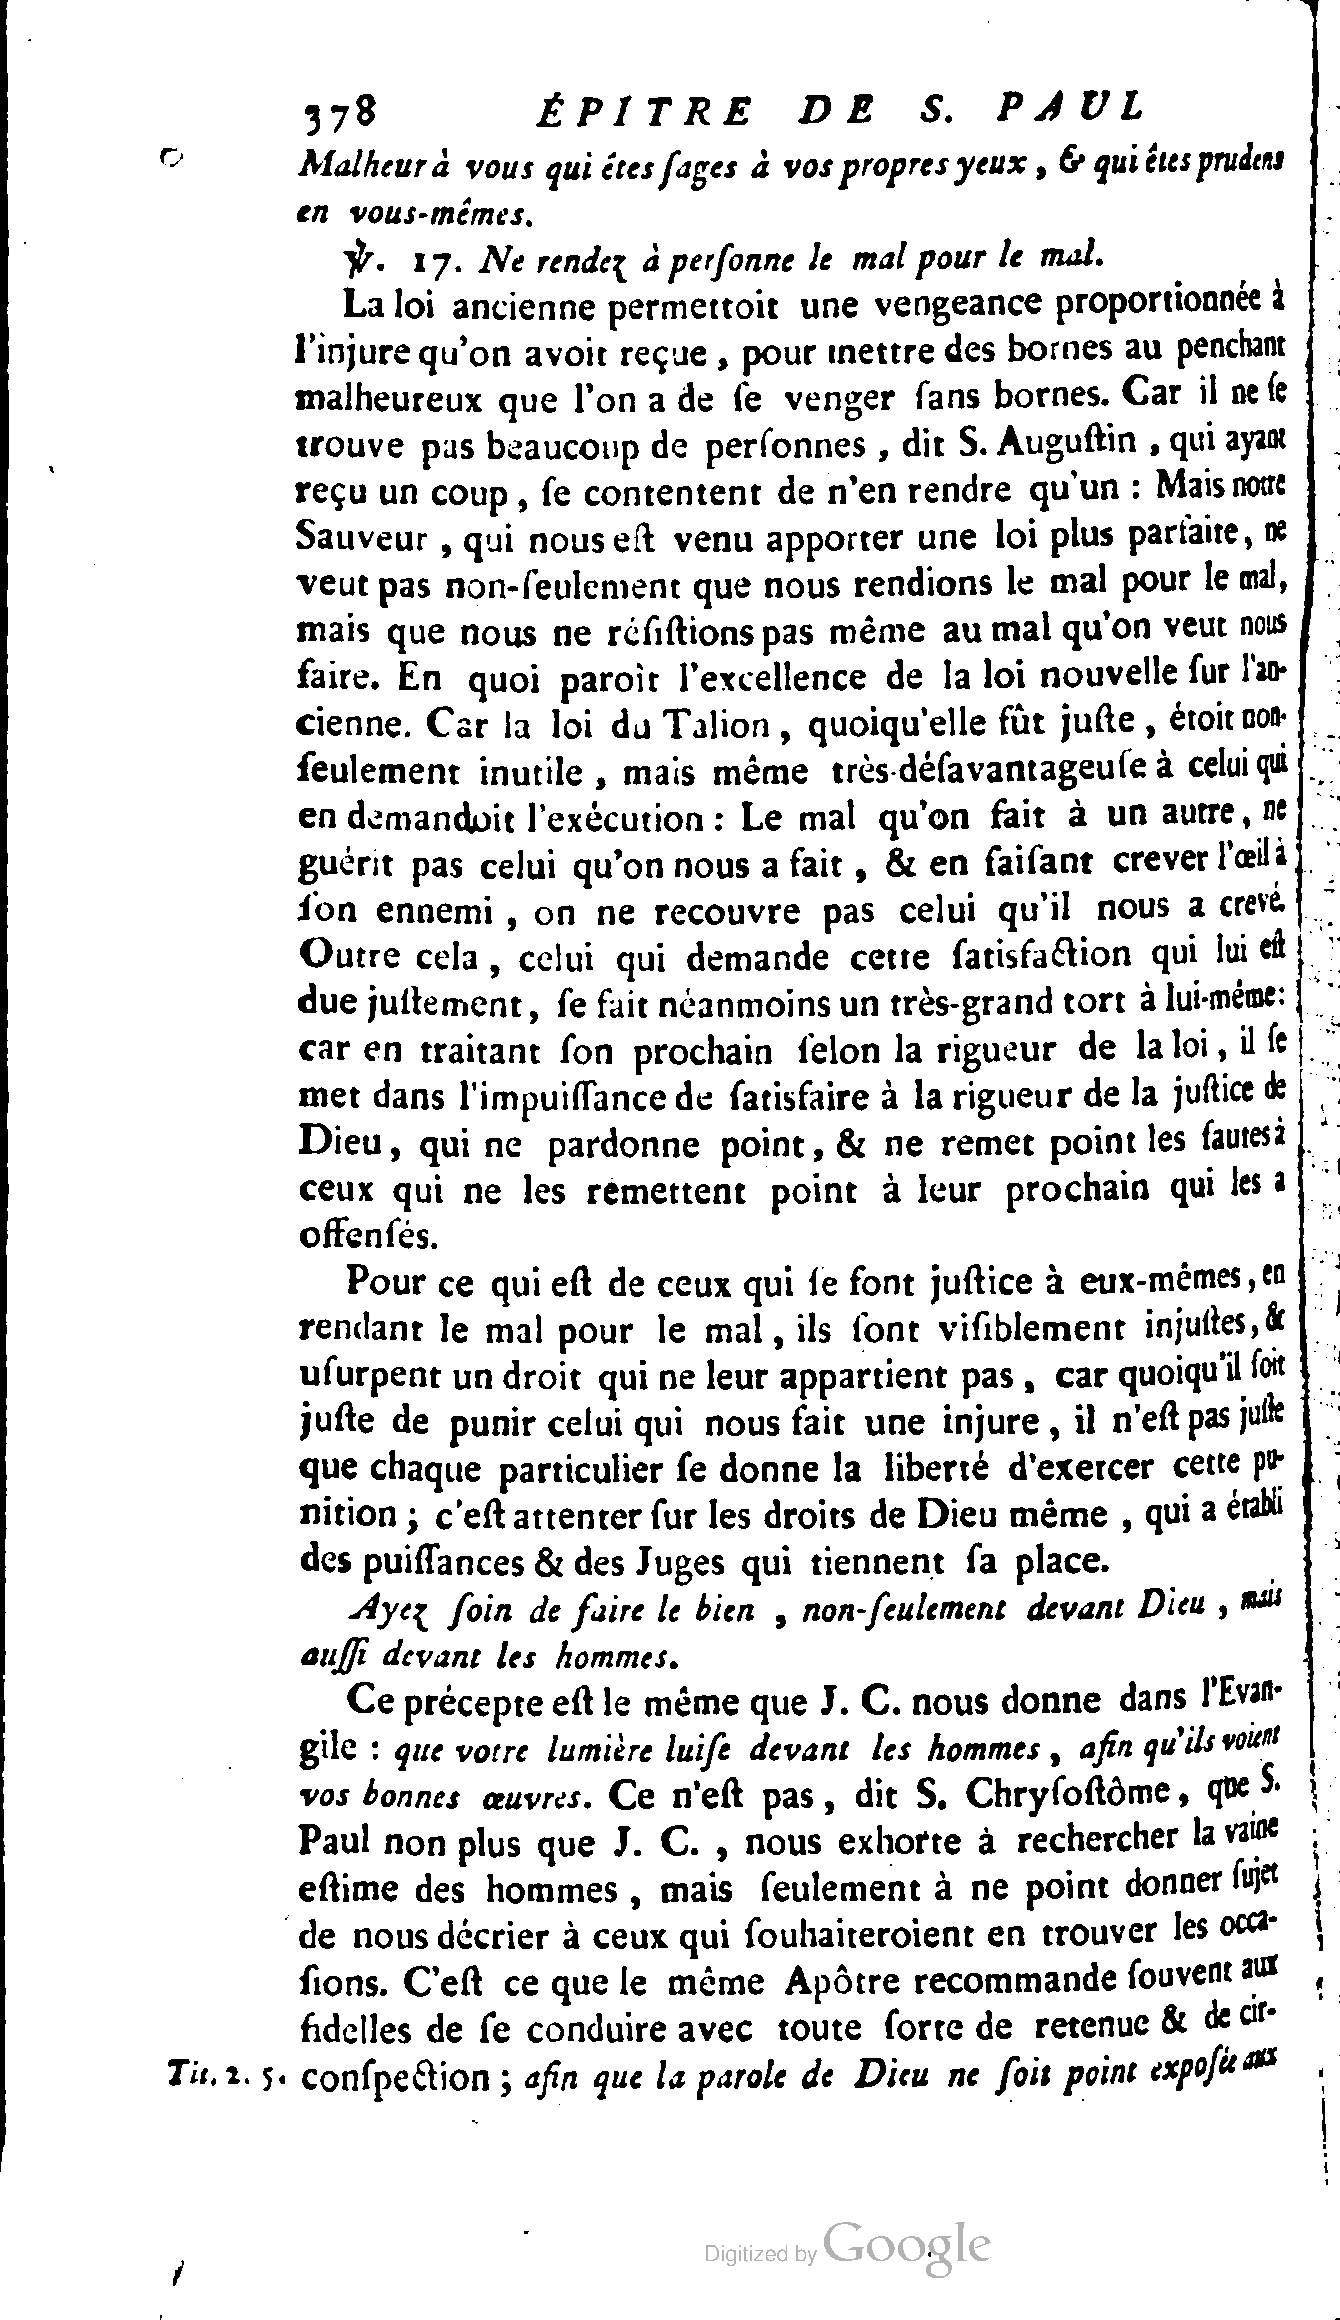 378 ÉPITRE DE S. PAUL
Malheur à vous qui étes ſages à vos propres yeux, & qui êtes prudens
en vous-mêmes.
℣. 17. Ne rendez à perſonne le mal pour le mal.
La loi ancienne permettoit une vengeance proportionnée à
l'injure qu'on avoit reçue, pour mettre des bornes au penchant
malheureux que l'on a de ſe venger ſans bornes. Car il ne ſe
trouve pas beaucoup de perſonnes, dit S. Auguſtin, qui ayant
reçu un coup, ſe contentent de n'en rendre qu'un : Mais notre
Sauveur, qui nous eſt venu apporter une loi plus parfaite, ne
veut pas non-ſeulement que nous rendions le mal pour le mal,
mais que nous ne réſiſtions pas même au mal qu'on veut nous
faire. En quoi paroît l'excellence de la loi nouvelle ſur l'an-
cienne. Car la loi du Talion, quoiqu'elle fût juſte, étoit non-
ſeulement inutile, mais même très-déſavantageuſe à celui qui
en demandoit l'exécution : Le mal qu'on fait à un autre, ne
guérit pas celui qu'on nous a fait, & en faiſant crever l'œil à
ſon ennemi, on ne recouvre pas celui qu'il nous a crevé.
Outre cela, celui qui demande cette ſatisfaction qui lui eſt
due juſtement, ſe fait néanmoins un très-grand tort à lui-même :
car en traitant ſon prochain ſelon la rigueur de la loi, il ſe
met dans l'impuiſſance de ſatisfaire à la rigueur de la juſtice de
Dieu, qui ne pardonne point, & ne remet point les fautes à
ceux qui ne les remettent point à leur prochain qui les a
offenſés.
Pour ce qui eſt de ceux qui ſe font juſtice à eux-mêmes, en
rendant le mal pour le mal, ils ſont viſiblement injuſtes, &
uſurpent un droit qui ne leur appartient pas, car quoiqu'il ſoit
juſte de punir celui qui nous fait une injure, il n'eſt pas juſte
que chaque particulier ſe donne la liberté d'exercer cette pu-
nition ; c'eſt attenter ſur les droits de Dieu même, qui a établi
des puiſſances & des Juges qui tiennent ſa place.
Ayez ſoin de faire le bien, non-ſeulement devant Dieu, mais
auſſi devant les hommes.
Ce précepte eſt le même que J. C. nous donne dans l'Evan-
gile : que votre lumière luiſe devant les hommes, afin qu'ils voient
vos bonnes œuvres. Ce n'eſt pas, dit S. Chryſoſtôme, que S.
Paul non plus que J. C., nous exhorte à rechercher la vaine
eſtime des hommes, mais ſeulement à ne point donner ſujet
de nous décrier à ceux qui ſouhaiteroient en trouver les occa-
ſions. C'eſt ce que le même Apôtre recommande ſouvent aux
fidelles de ſe conduire avec toute ſorte de retenue & de cir-
Tit. 2. 5. conſpection ; afin que la parole de Dieu ne ſoit point expoſée aux
Digitized by Google